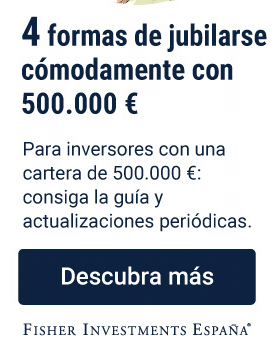 4 formas de jubilarse
cómodamente con
500.000 €
Para inversores con una
cartera de 500.000 €:
consiga la guía y
actualizaciones periódicas.
Descubra más
FISHER INVESTMENTS ESPAÑA®